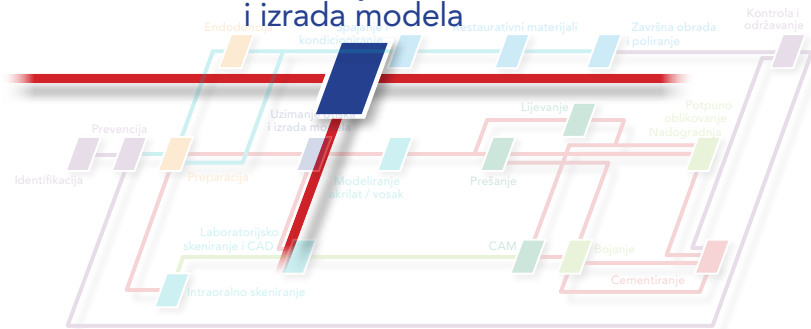 i izrada modela
Kontrola i
održavanje
Endodoncija
Spajanje i
kondicioniranje
Restaurativni materijali
Završna obrada
i poliranje
Lijevanje
Potpuno
oblikovanje
Nadogradnja
Uzimanje otiska
i izrada modela
Prevencija
Identifikacija
Preparacija
Modeliranje
akrilat / vosak
Prešanje
Laboratorijsko
skeniranje i CAD
CAM
Bojanje
Cementiranje
Intraoralno skeniranje